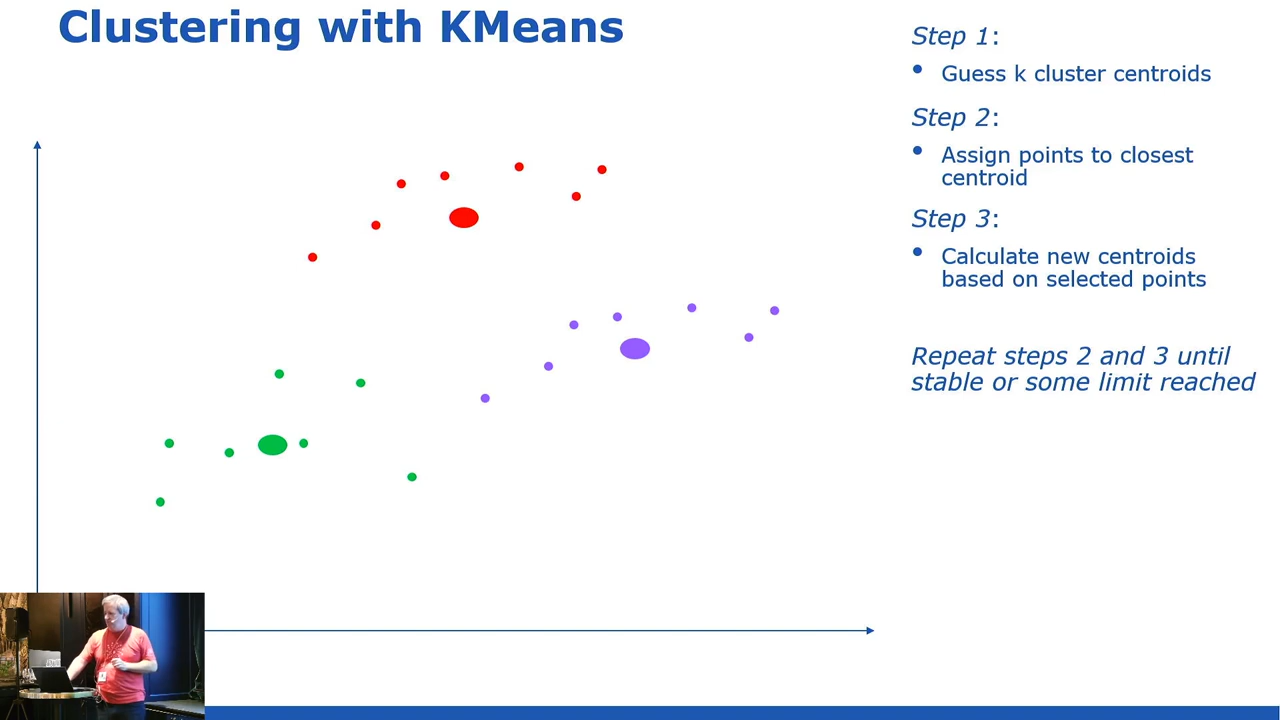 Clustering with KMeans
Step 1:
• Guess k cluster centroids
Step 2:
• Assign points to closest
centroid
Step 3:
• Calculate new centroids
based on selected points
Repeat steps 2 and 3 until
stable or some limit reached